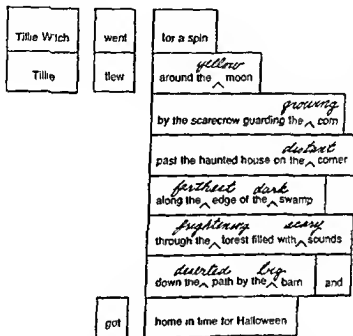 Tillie Witch went for a spin
Tillie flew around the ^ yellow moon
by the scarecrow guarding the ^ growing corn
past the haunted house on the ^ distant corner
along the ^ farthest edge of the ^ dark swamp
through the ^ frightening forest filled with ^ scary sounds
down the ^ deserted path by the ^ big barn and
got home in time for Halloween